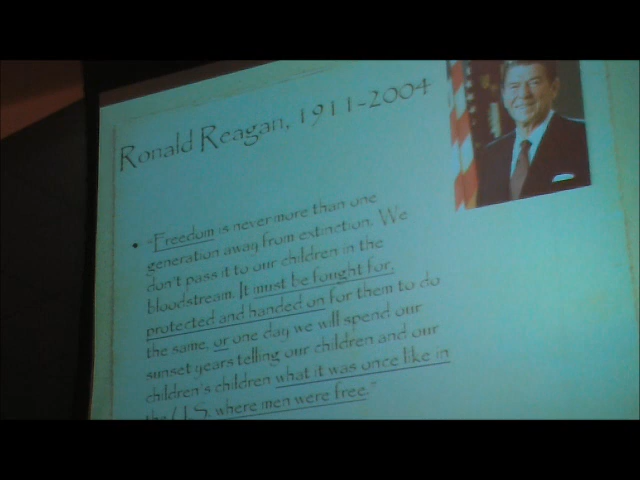 Ronald Reagan, 1911-2004
• "Freedom is never more than one
generation away from extinction. We
don't pass it to our children in the
bloodstream. It must be fought for,
protected and handed on for them to do
the same, or one day we will spend our
sunset years telling our children and our
children's children what it was once like in
the U.S. where men were free."